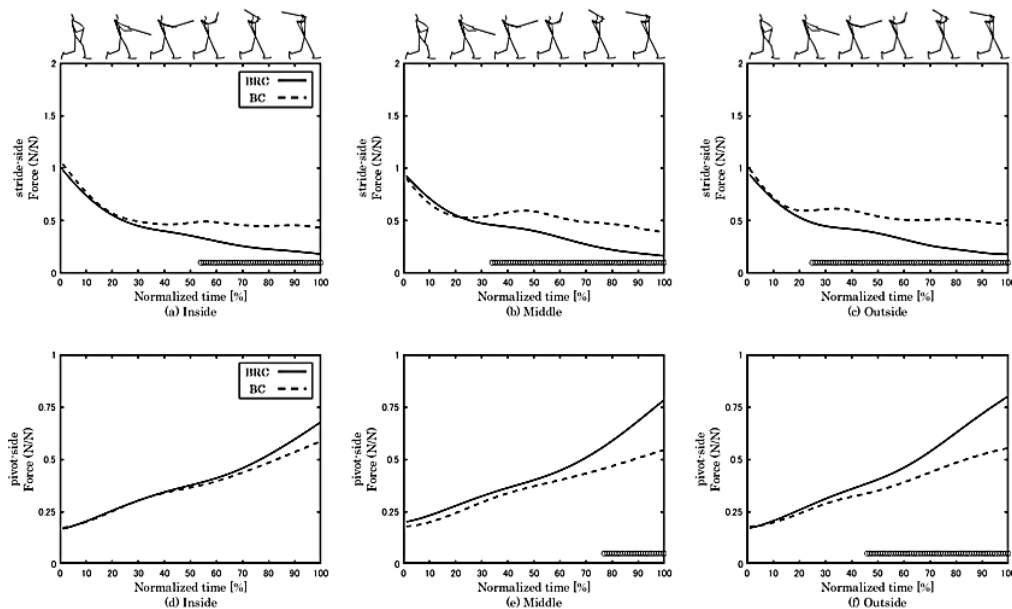 BRC
BC
stride-side
Force (N/N)
2
1.5
1
0.5
0
0 10 20 30 40 50 60 70 80 90 100
Normalized time [%]
(a) Inside
stride-side
Force (N/N)
2
1.5
1
0.5
0
0 10 20 30 40 50 60 70 80 90 100
Normalized time [%]
(b) Middle
stride-side
Force (N/N)
2
1.5
1
0.5
0
0 10 20 30 40 50 60 70 80 90 100
Normalized time [%]
(c) Outside
BRC
BC
pivot-side
Force (N/N)
1
0.75
0.5
0.25
0
0 10 20 30 40 50 60 70 80 90 100
Normalized time [%]
(d) Inside
pivot-side
Force (N/N)
1
0.75
0.5
0.25
0
0 10 20 30 40 50 60 70 80 90 100
Normalized time [%]
(e) Middle
pivot-side
Force (N/N)
1
0.75
0.5
0.25
0
0 10 20 30 40 50 60 70 80 90 100
Normalized time [%]
(f) Outside